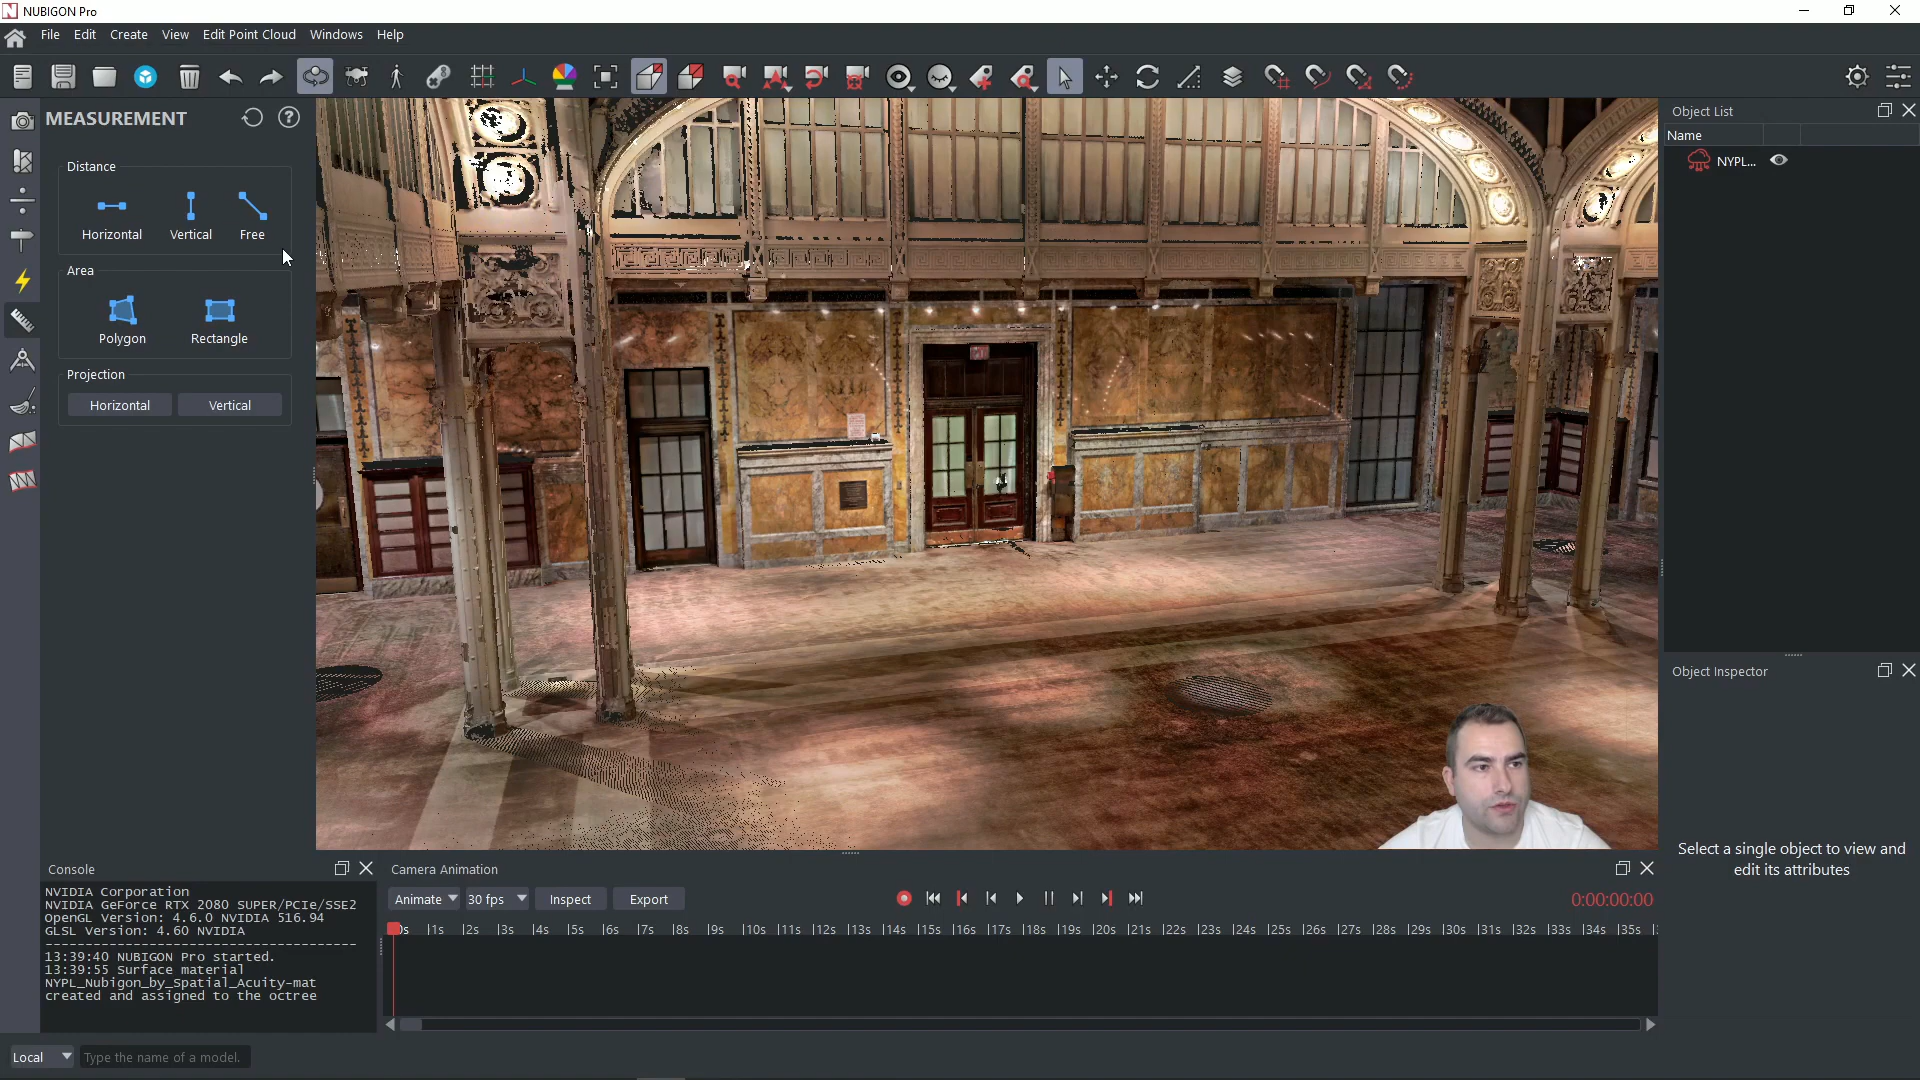 NUBIGON Pro
File Edit Create View Windows Help Edit Point Cloud
MEASUREMENT
Distance
Horizontal Vertical Free
Area
Polygon Rectangle
Projection
Horizontal Vertical
Object List
Name
NYPL...
Object Inspector
Select a single object to view and
edit its attributes
Console
NVIDIA Corporation
NVIDIA GeForce RTX 2080 SUPER/PCIe/SSE2
OpenGL Version: 4.6.0 NVIDIA 516.94
GLSL Version: 4.60 NVIDIA
----------------------------------------
13:39:40 NUBIGON Pro started.
13:39:55 Surface material
NYPL_Nubigon_by_Spatial_Acuity-mat
created and assigned to the octree
Camera Animation
Animate 30 fps Inspect Export
0:00:00:00
0s 1s 2s 3s 4s 5s 6s 7s 8s 9s 10s 11s 12s 13s 14s 15s 16s 17s 18s 19s 20s 21s 22s 23s 24s 25s 26s 27s 28s 29s 30s 31s 32s 33s 34s 35s
Local Type the name of a model.